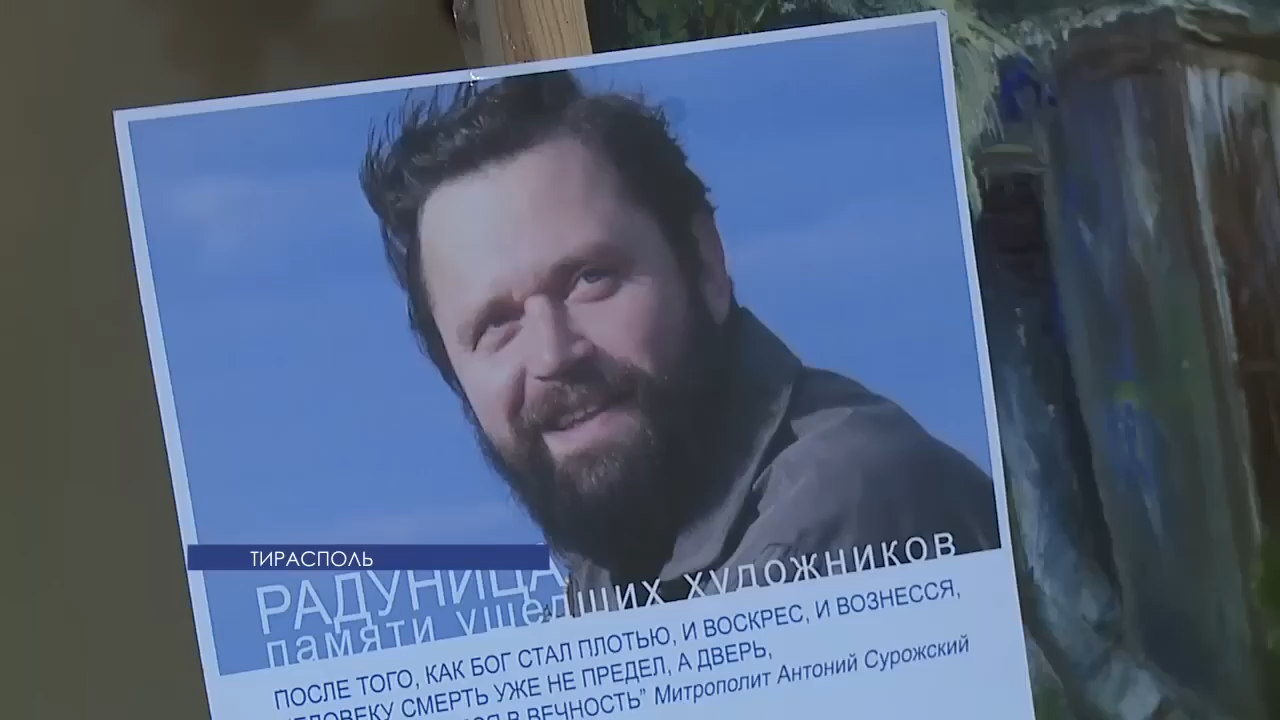 ТИРАСПОЛЬ
РАДУНИЦА
памяти ушедших художников
ПОСЛЕ ТОГО, КАК БОГ СТАЛ ПЛОТЬЮ, И ВОСКРЕС, И ВОЗНЕССЯ,
ЧЕЛОВЕКУ СМЕРТЬ УЖЕ НЕ ПРЕДЕЛ, А ДВЕРЬ,
В ВЕЧНОСТЬ" Митрополит Антоний Сурожский